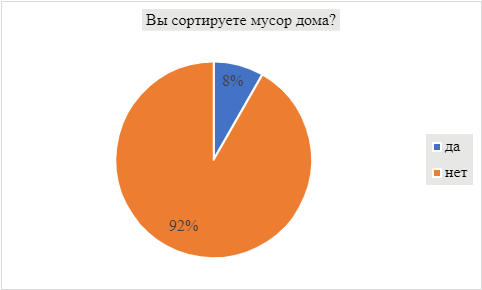 Вы сортируете мусор дома?
8%
92%
да
нет